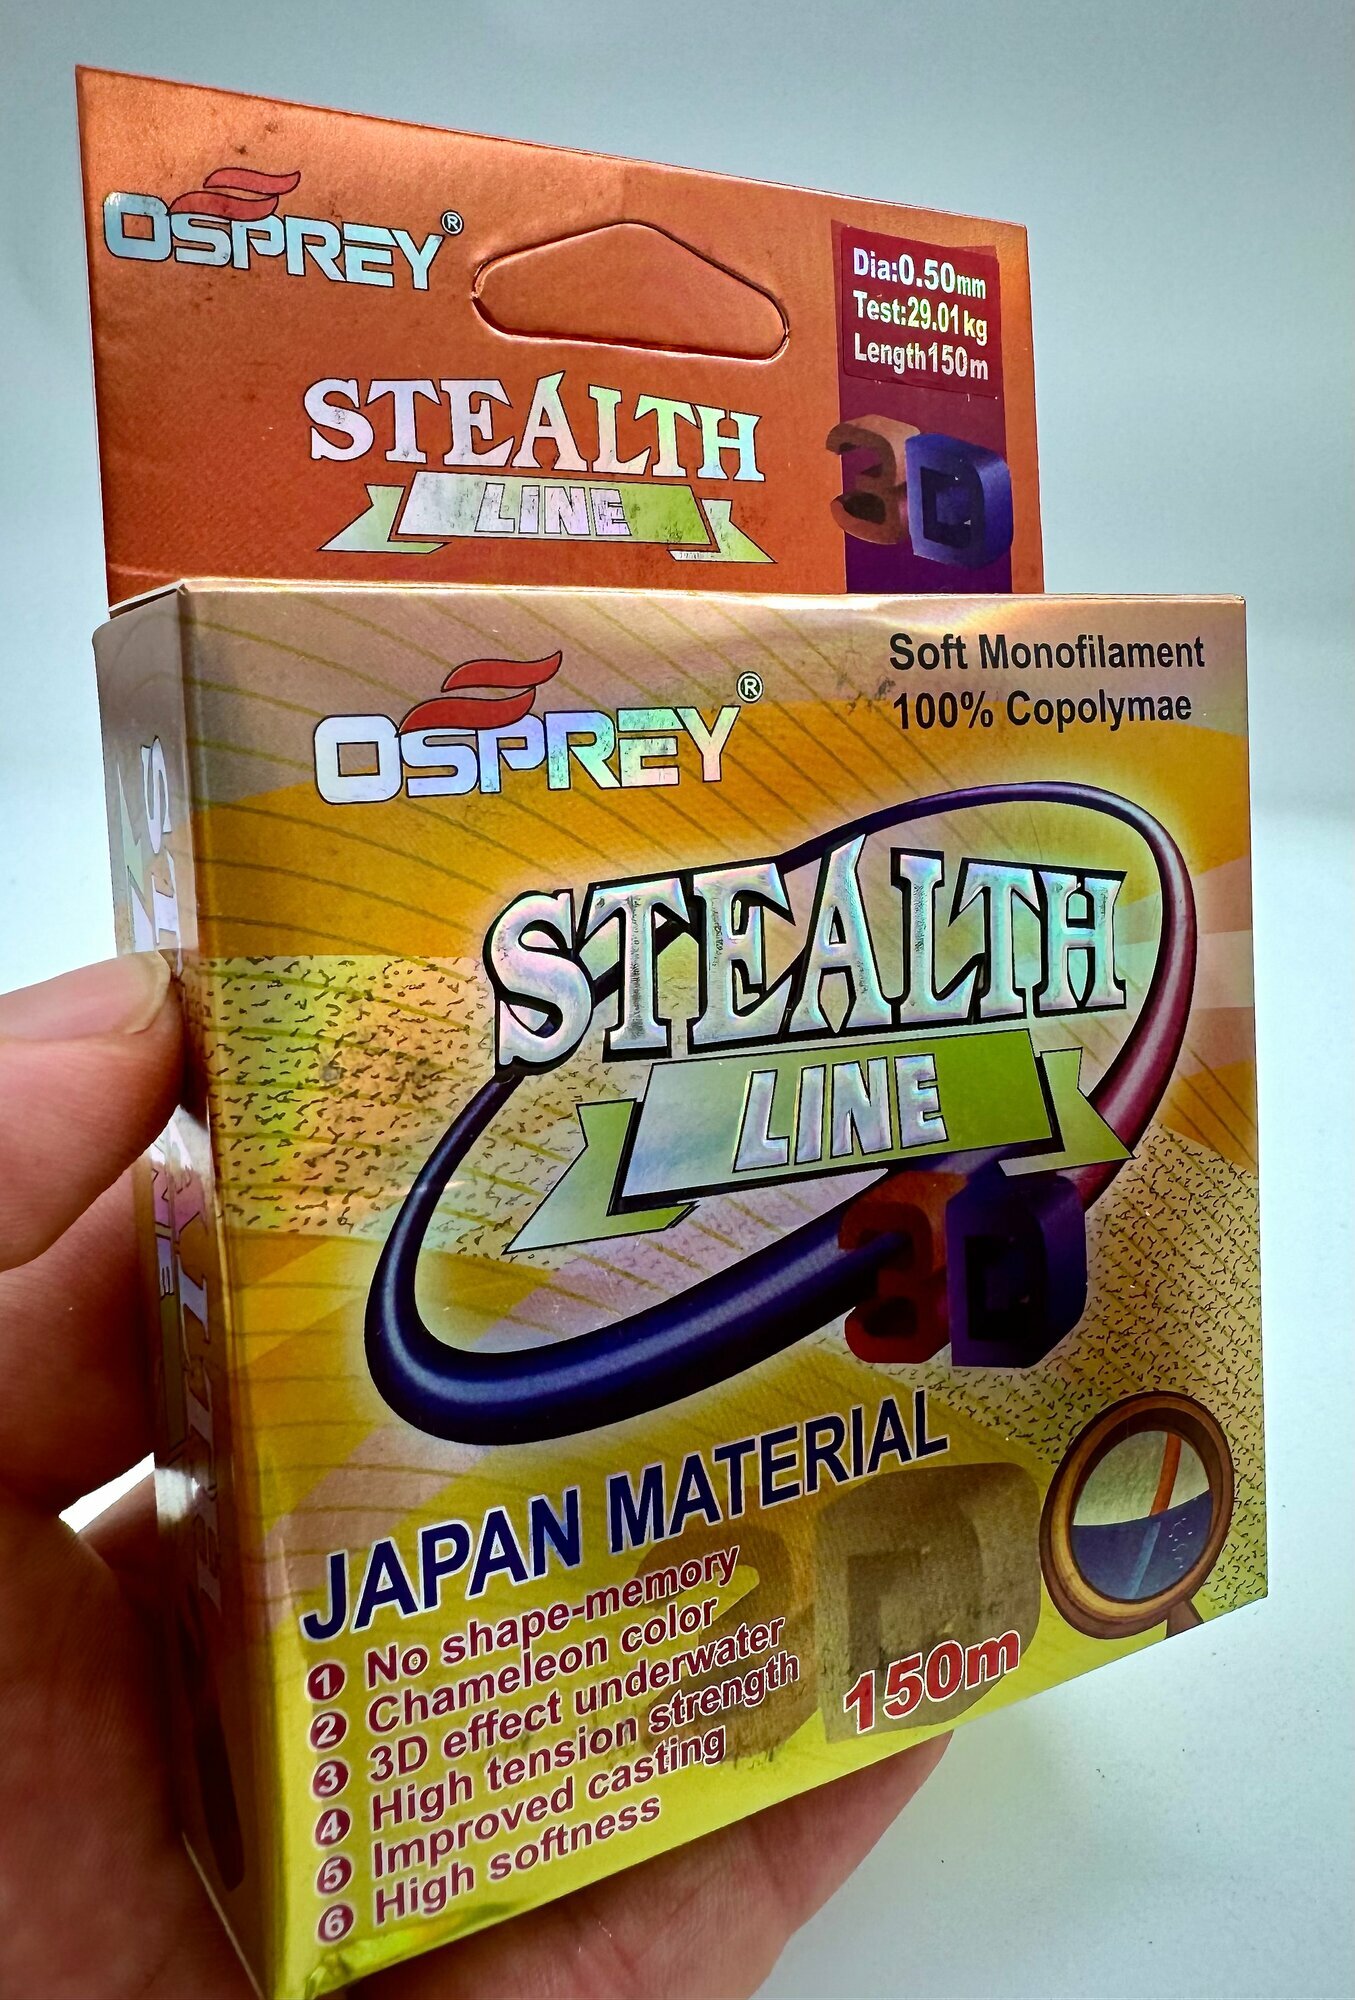 OSPREY®
Dia:0.50mm
Test:29.01kg
Length150m
STEALTH
LINE
3D
Soft Monofilament
100% Copolymae
OSPREY®
STEALTH
LINE
3D
JAPAN MATERIAL
1 No shape-memory
2 Chameleon color
3 3D effect underwater
4 High tension strength
5 Improved casting
6 High softness
3D
150m